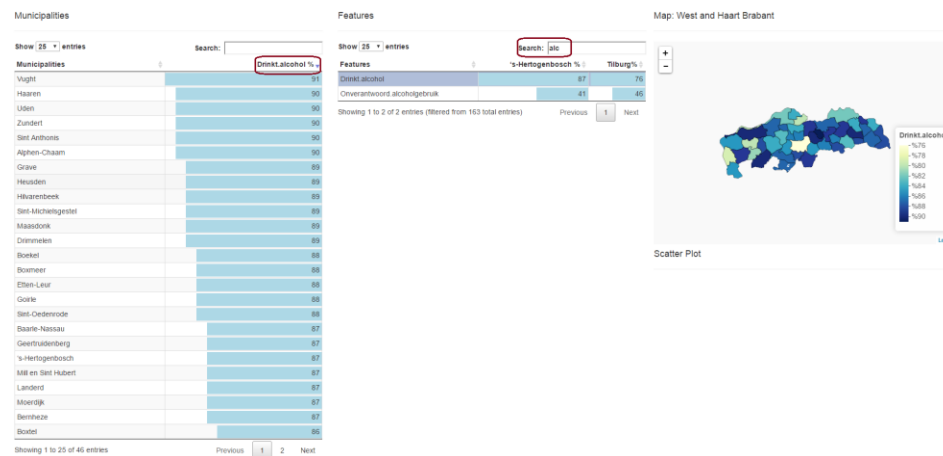 Municipalities
Show 25 entries
Search:
Municipalities Drinkt.alcohol %
Vught 91
Haaren 90
Uden 90
Zundert 90
Sint Anthonis 90
Alphen-Chaam 90
Grave 89
Heusden 89
Hilvarenbeek 89
Sint-Michielsgestel 89
Maasdonk 89
Drimmelen 89
Boekel 88
Boxmeer 88
Etten-Leur 88
Goirle 88
Sint-Oedenrode 88
Baarle-Nassau 87
Geertruidenberg 87
's-Hertogenbosch 87
Mill en Sint Hubert 87
Landerd 87
Moerdijk 87
Bernheze 87
Boxtel 86
Showing 1 to 25 of 46 entries
Previous 1 2 Next
Features
Show 25 entries
Search: alc
Features 's-Hertogenbosch % Tilburg%
Drinkt.alcohol 87 76
Onverantwoord.alcoholgebruik 41 46
Showing 1 to 2 of 2 entries (filtered from 163 total entries)
Previous 1 Next
Map: West and Haart Brabant
+
-
Drinkt.alcohol
%76
%78
%80
%82
%84
%86
%88
%90
Scatter Plot